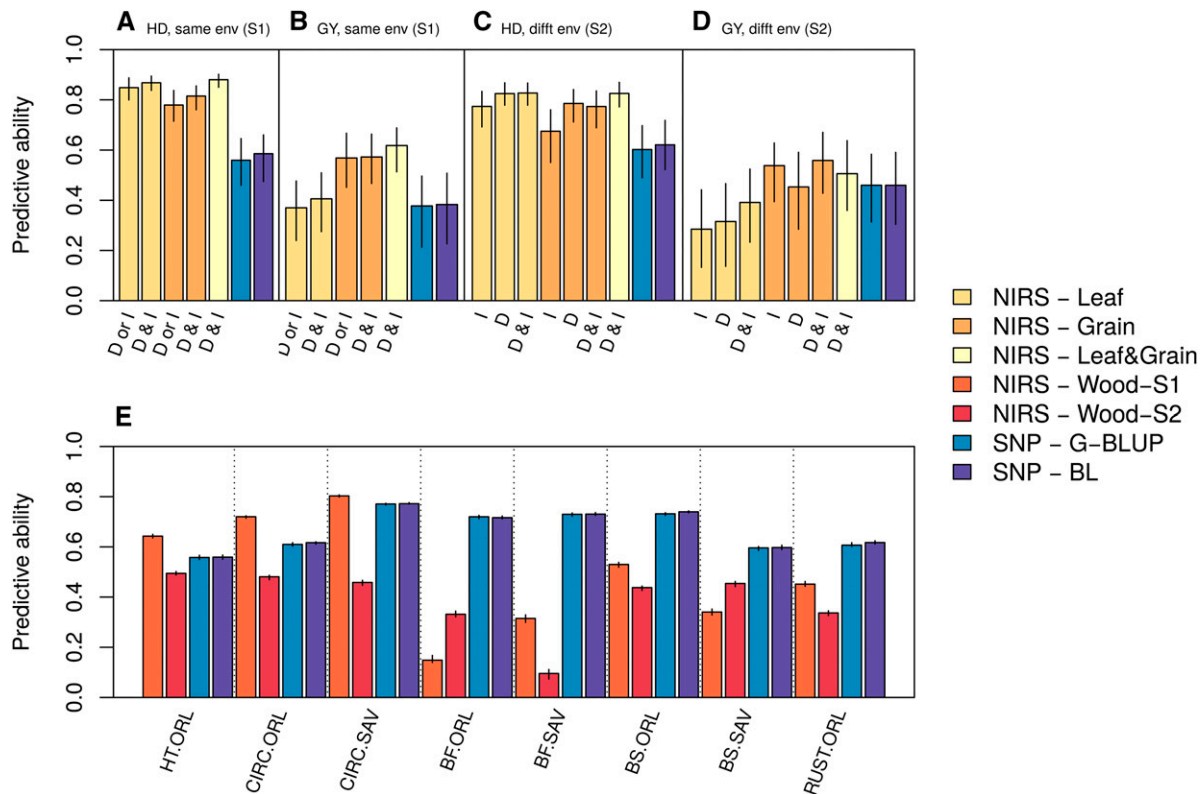 A HD, same env (S1)
B GY, same env (S1)
C HD, difft env (S2)
D GY, difft env (S2)
Predictive ability
1.0
0.8
0.6
0.4
0.2
0.0
D or I
D & I
D or I
D & I
D & I
D or I
D & I
D or I
D & I
D & I
I
D
D & I
I
D
D & I
D & I
I
D
D & I
I
D
D & I
D & I
NIRS – Leaf
NIRS – Grain
NIRS – Leaf&Grain
NIRS – Wood–S1
NIRS – Wood–S2
SNP – G–BLUP
SNP – BL
E
Predictive ability
1.0
0.8
0.6
0.4
0.2
0.0
HT.ORL
CIRC.ORL
CIRC.SAV
BF.ORL
BF.SAV
BS.ORL
BS.SAV
RUST.ORL